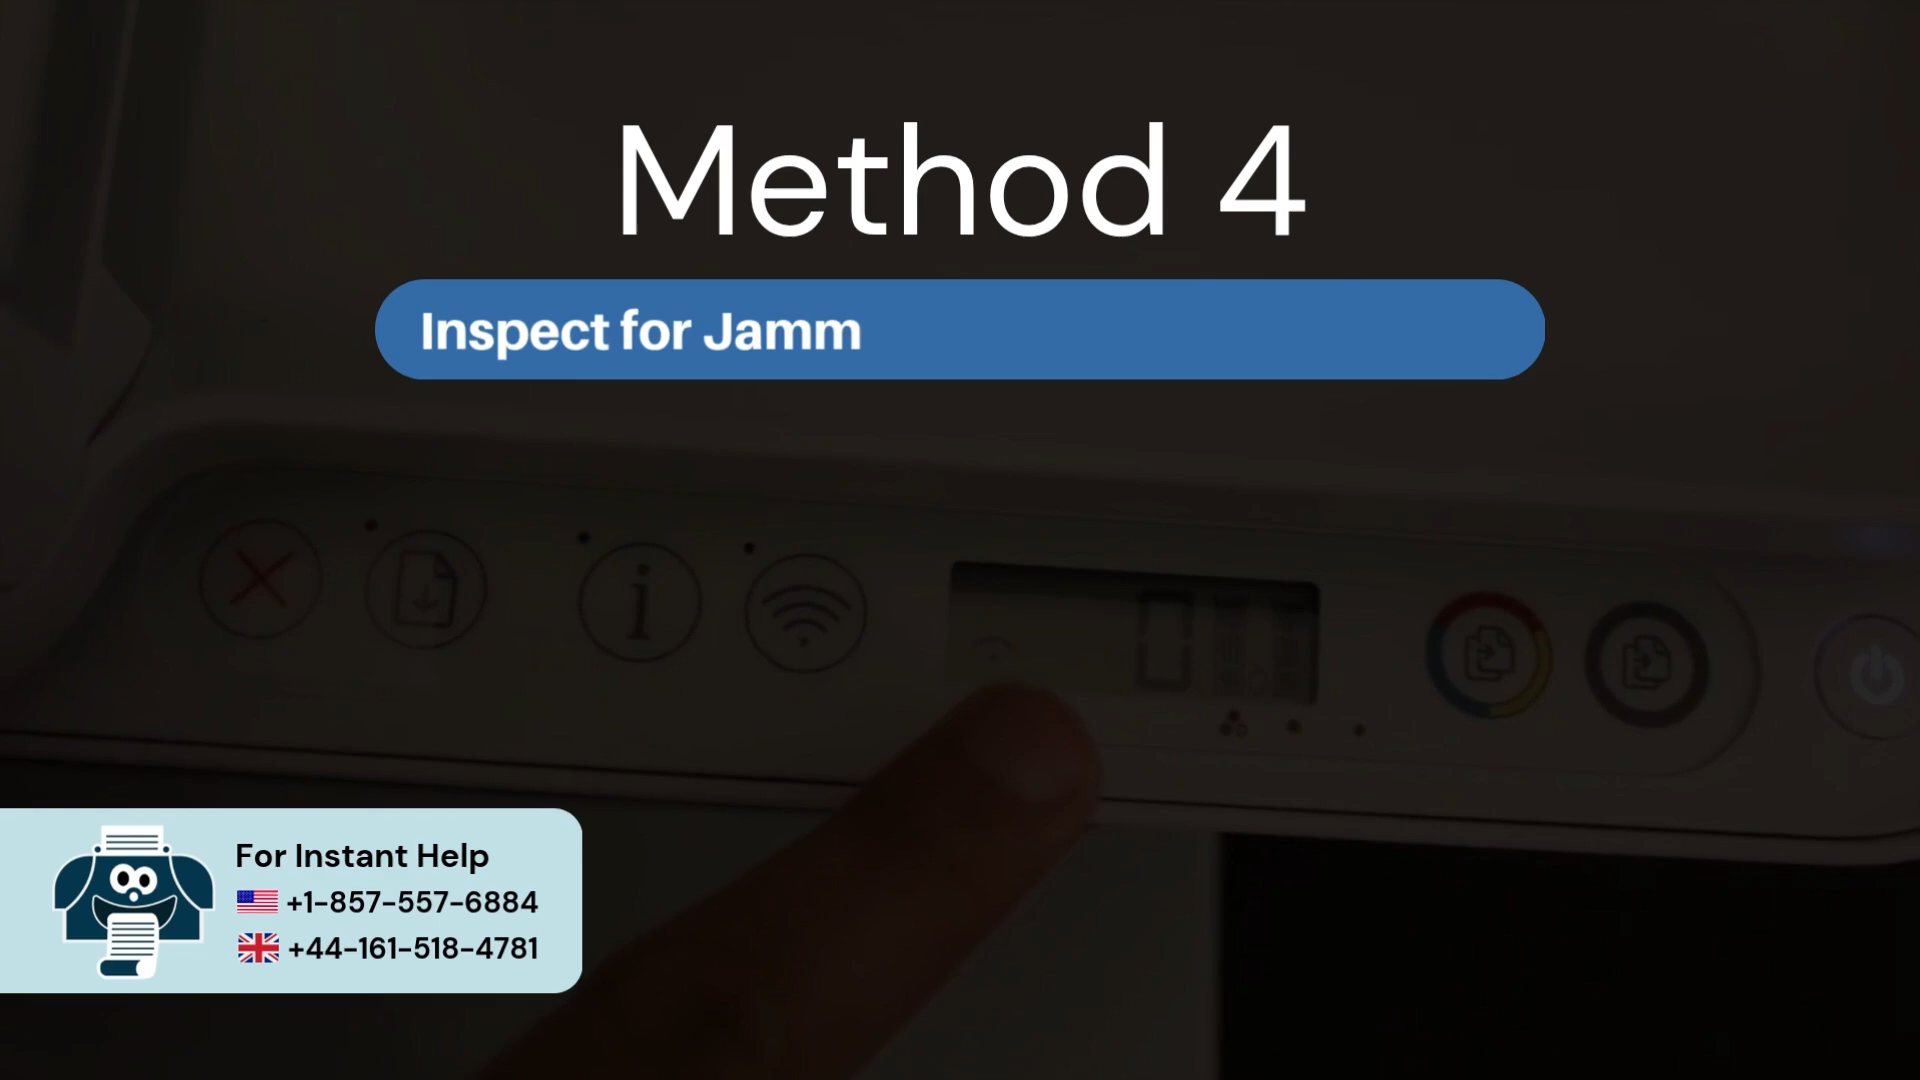 Method 4
Inspect for Jamm
For Instant Help
+1-857-557-6884
+44-161-518-4781